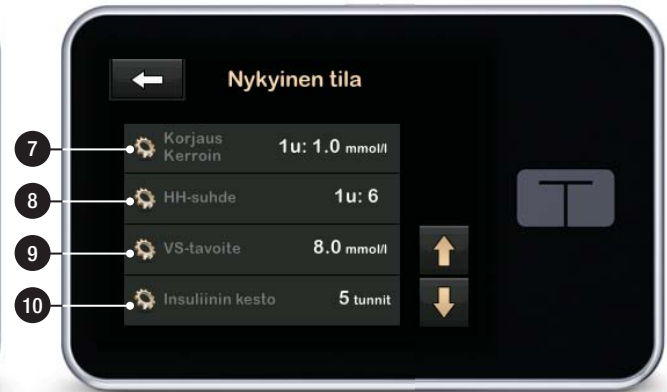 Nykyinen tila
7
Korjaus
Kerroin
1u: 1.0 mmol/l
8
HH-suhde
1u: 6
9
VS-tavoite
8.0 mmol/l
10
Insuliinin kesto
5 tunnit